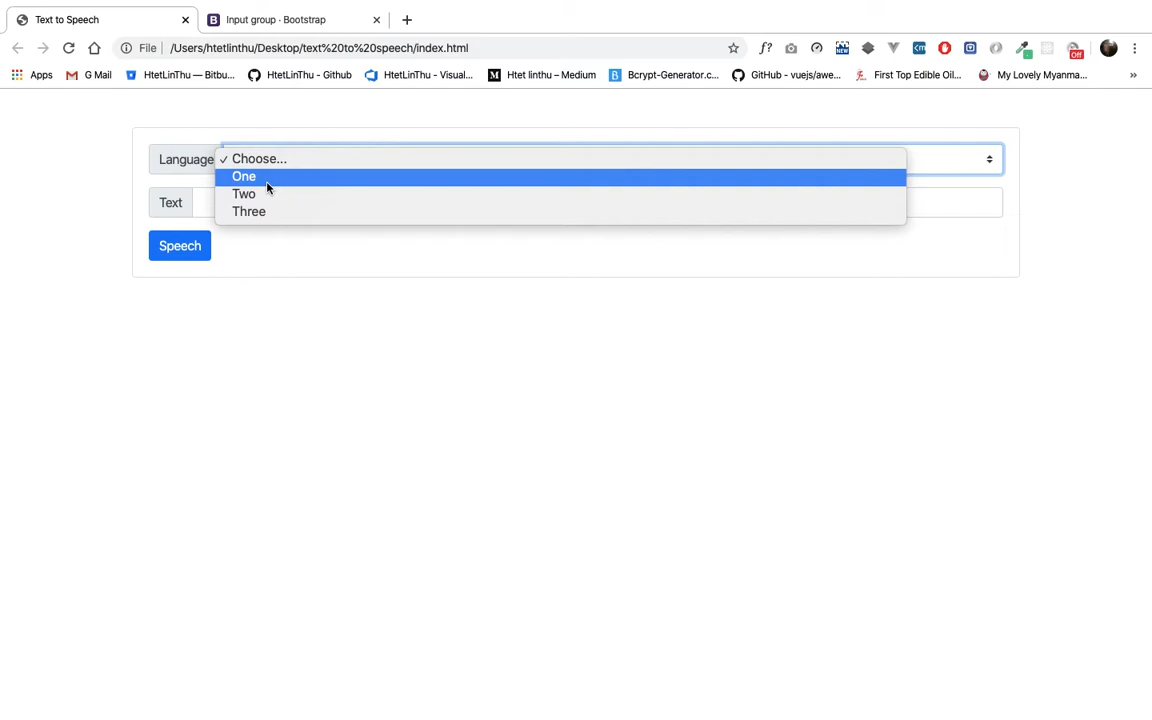 Text to Speech
Input group · Bootstrap
File
/Users/htetlinthu/Desktop/text%20to%20speech/index.html
f?
NEW
Off
Apps
G Mail
HtetLinThu — Bitbu...
HtetLinThu - Github
HtetLinThu - Visual...
Htet linthu – Medium
Bcrypt-Generator.c...
GitHub - vuejs/awe...
First Top Edible Oil...
My Lovely Myanma...
»
Language
✓ Choose...
One
Two
Three
Text
Speech